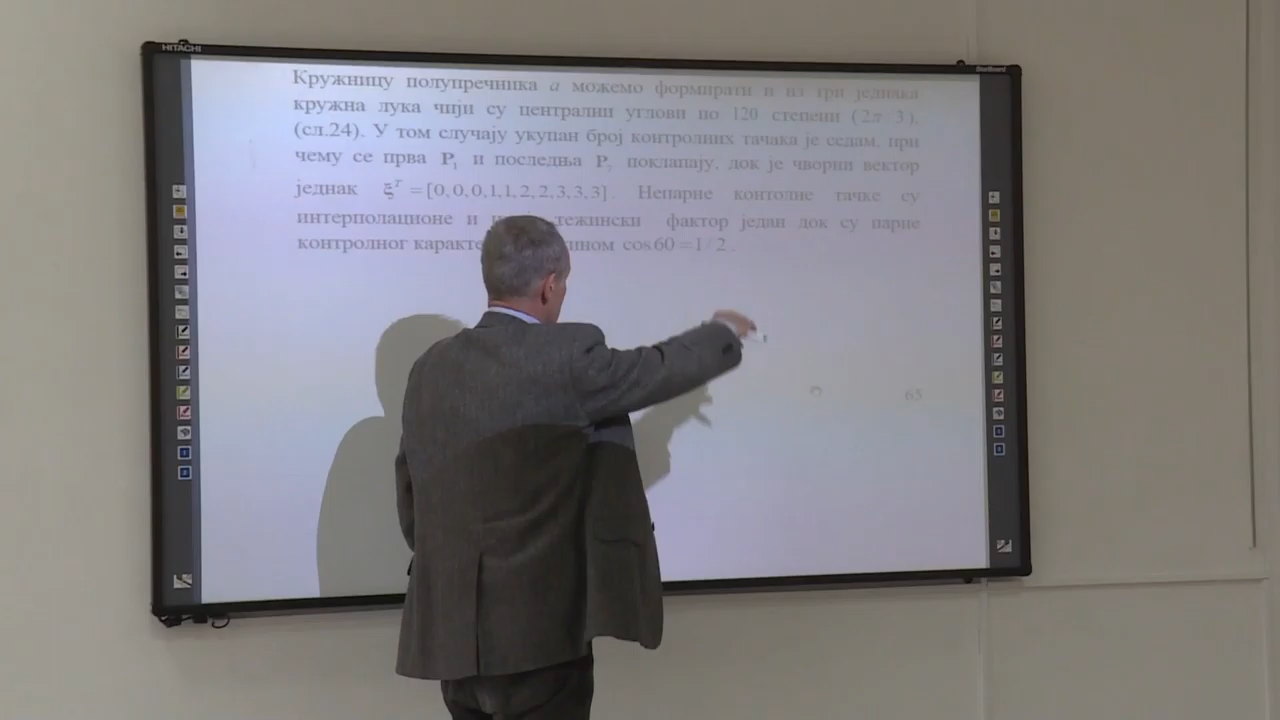 HITACHI
StarBoard
Кружницу полупречника a можемо формирати и из три једнака
кружна лука чији су централни углови по 120 степени (2π 3),
(сл.24). У том случају укупан број контролних тачака је седам, при
чему се прва P₁ и последња P₇ поклапају, док је чворни вектор
једнак ξᵀ = [0,0,0,1,1,2,2,3,3,3]. Непарне контолне тачке су
интерполационе и тежински фактор један док су парне
контролног каракте cos60 = 1/2.
65